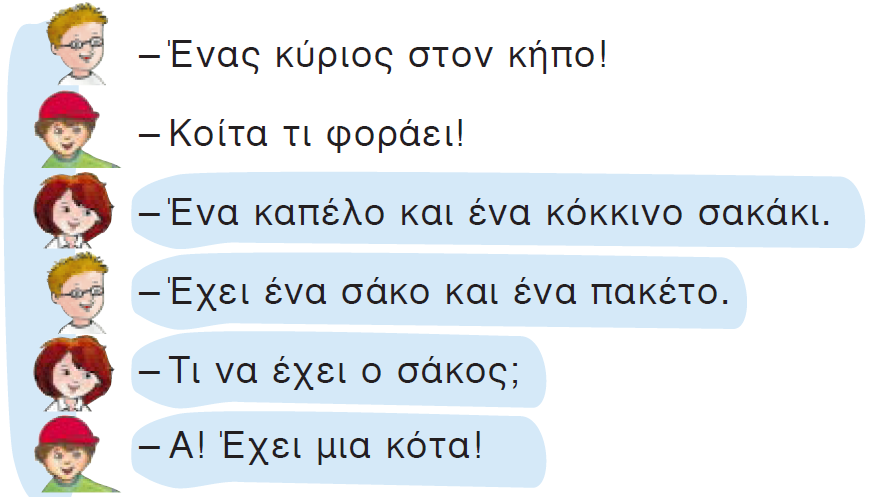 – Ένας κύριος στον κήπο!
– Κοίτα τι φοράει!
– Ένα καπέλο και ένα κόκκινο σακάκι.
– Έχει ένα σάκο και ένα πακέτο.
– Τι να έχει ο σάκος;
– Α! Έχει μια κότα!